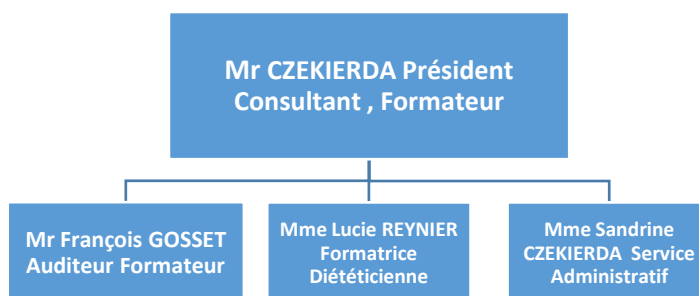 Mr CZEKIERDA Président
Consultant , Formateur
Mr François GOSSET
Auditeur Formateur
Mme Lucie REYNIER
Formatrice
Diététicienne
Mme Sandrine
CZEKIERDA Service
Administratif